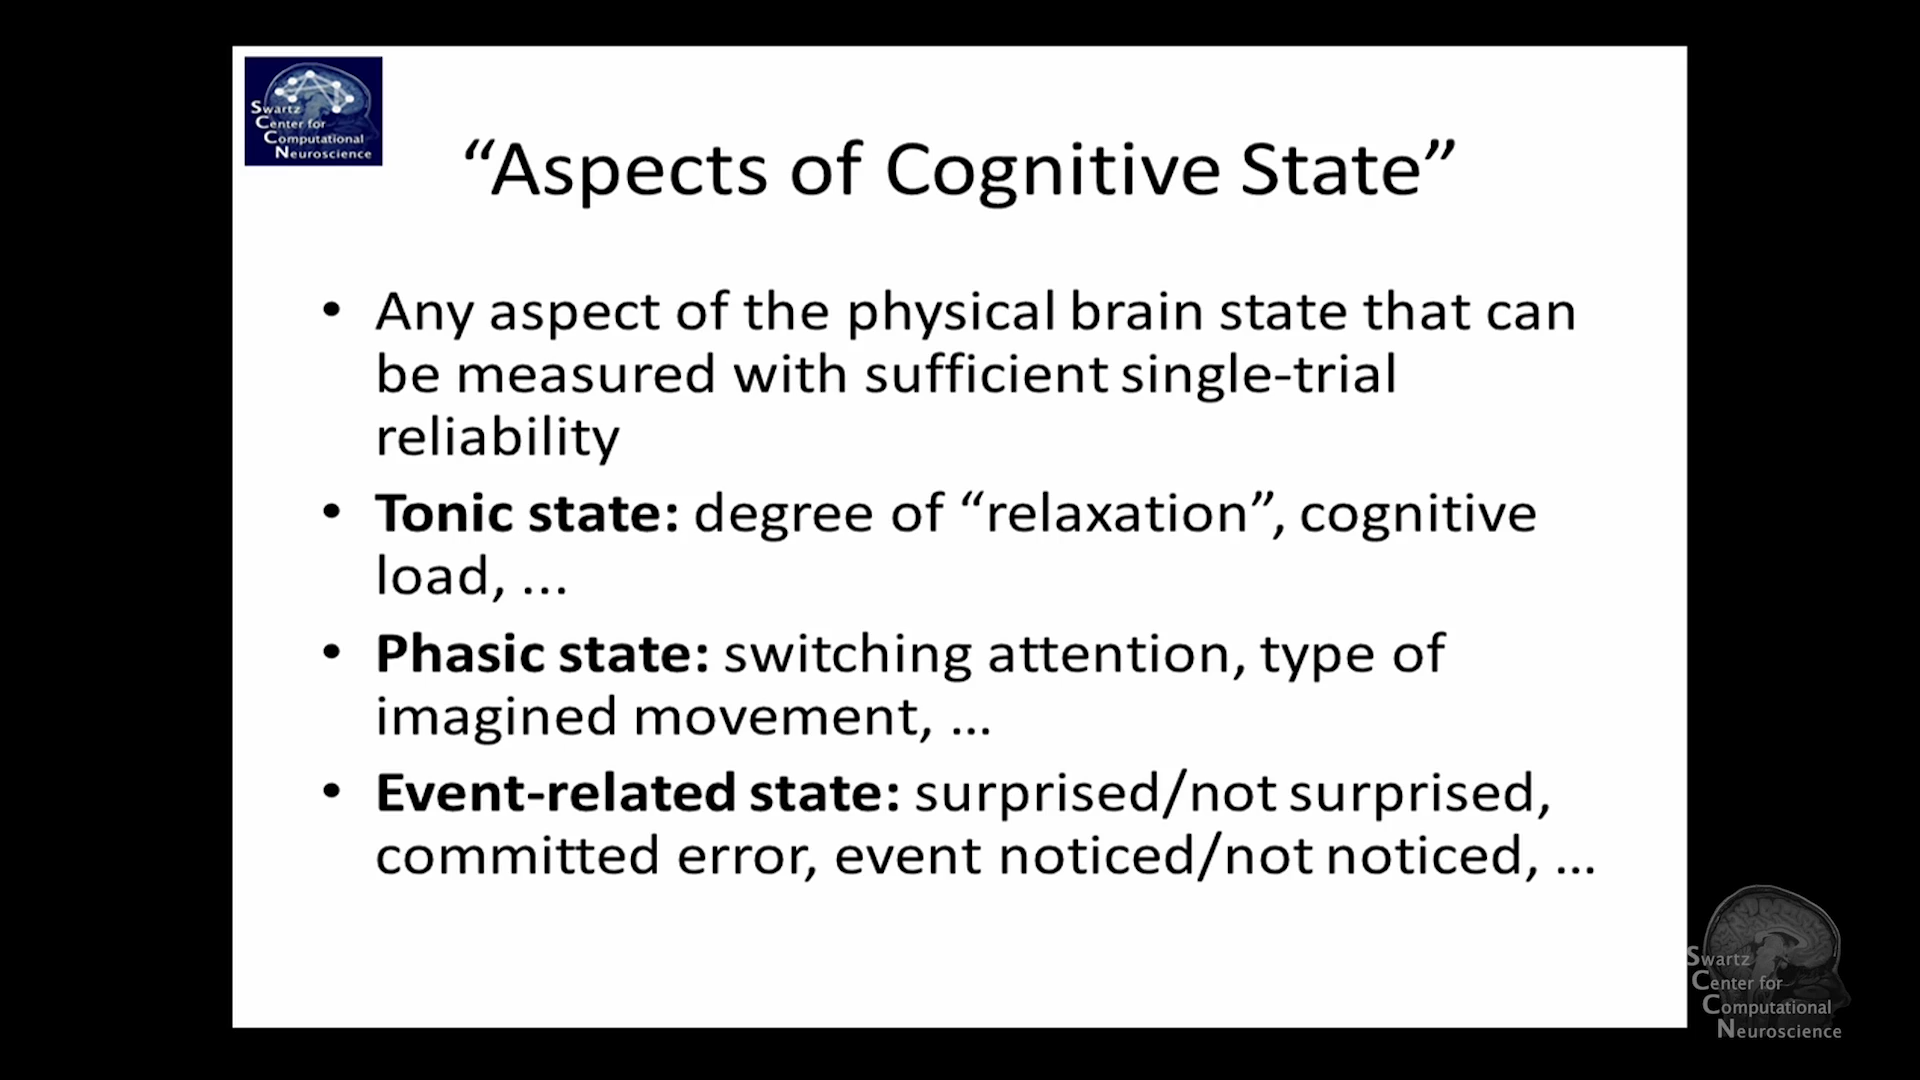 Swartz
Center for
Computational
Neuroscience
“Aspects of Cognitive State”
• Any aspect of the physical brain state that can
be measured with sufficient single-trial
reliability
• Tonic state: degree of “relaxation”, cognitive
load, ...
• Phasic state: switching attention, type of
imagined movement, ...
• Event-related state: surprised/not surprised,
committed error, event noticed/not noticed, ...
Swartz
Center for
Computational
Neuroscience